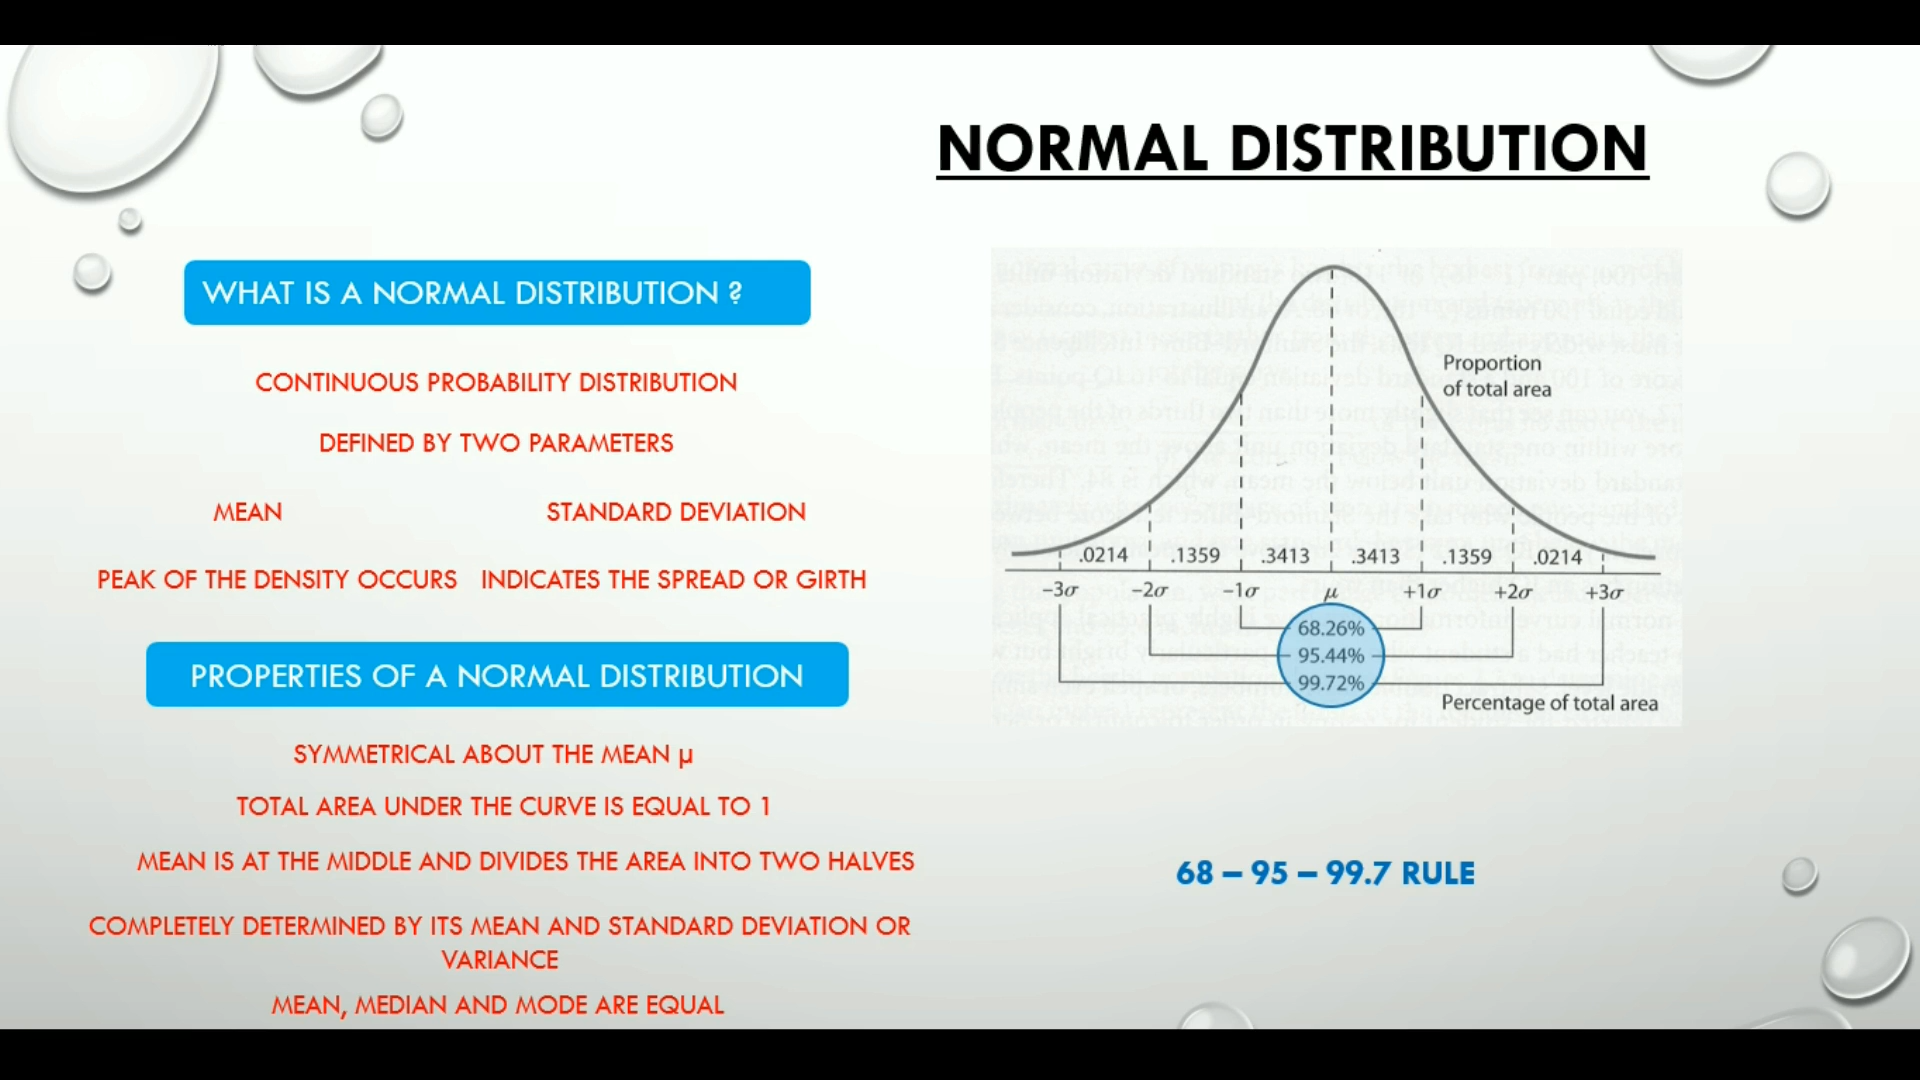 NORMAL DISTRIBUTION
WHAT IS A NORMAL DISTRIBUTION ?
CONTINUOUS PROBABILITY DISTRIBUTION
DEFINED BY TWO PARAMETERS
MEAN STANDARD DEVIATION
PEAK OF THE DENSITY OCCURS INDICATES THE SPREAD OR GIRTH
PROPERTIES OF A NORMAL DISTRIBUTION
SYMMETRICAL ABOUT THE MEAN μ
TOTAL AREA UNDER THE CURVE IS EQUAL TO 1
MEAN IS AT THE MIDDLE AND DIVIDES THE AREA INTO TWO HALVES
COMPLETELY DETERMINED BY ITS MEAN AND STANDARD DEVIATION OR
VARIANCE
MEAN, MEDIAN AND MODE ARE EQUAL
Proportion
of total area
.0214 .1359 .3413 .3413 .1359 .0214
−3σ −2σ −1σ μ +1σ +2σ +3σ
68.26%
95.44%
99.72%
Percentage of total area
68 – 95 – 99.7 RULE